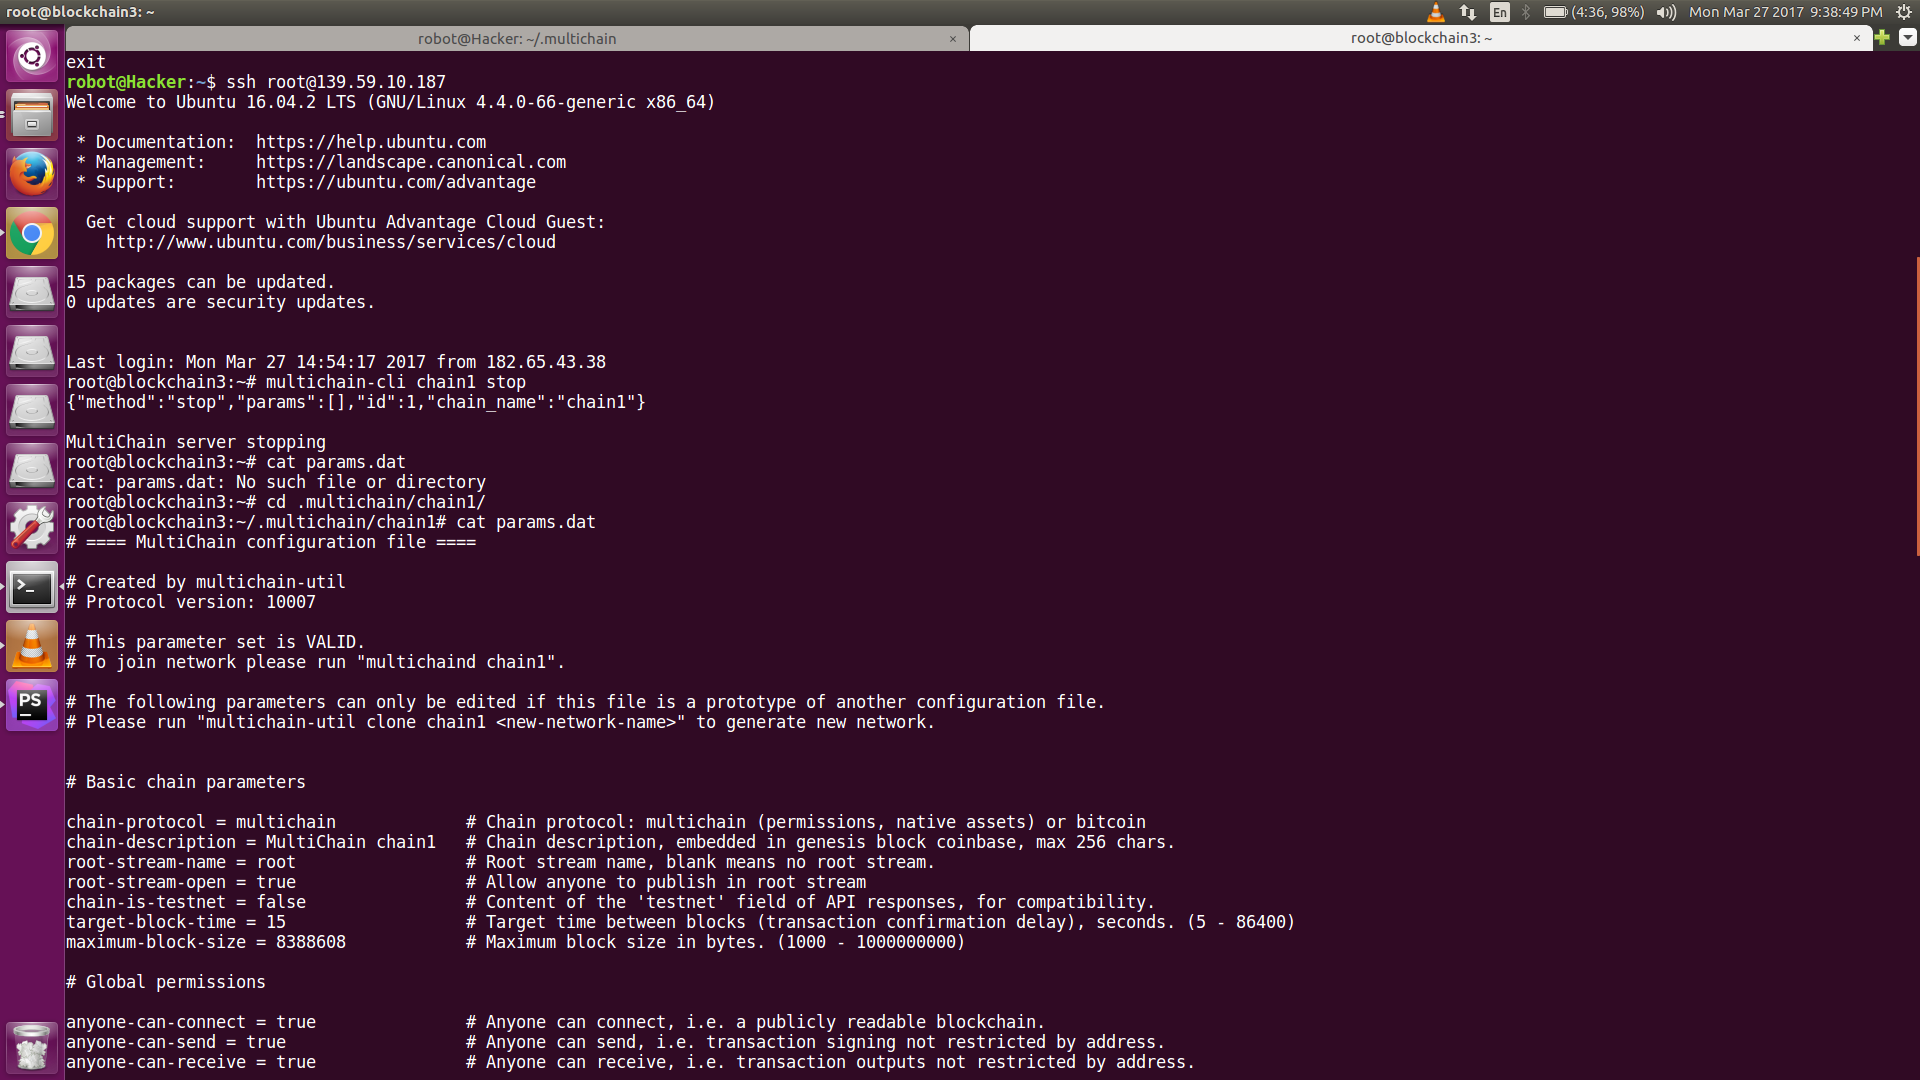 root@blockchain3: ~
En
(4:36, 98%)
Mon Mar 27 2017 9:38:49 PM
robot@Hacker: ~/.multichain
×
root@blockchain3: ~
×
exit
robot@Hacker:~$ ssh root@139.59.10.187
Welcome to Ubuntu 16.04.2 LTS (GNU/Linux 4.4.0-66-generic x86_64)
* Documentation:  https://help.ubuntu.com
* Management:     https://landscape.canonical.com
* Support:        https://ubuntu.com/advantage
Get cloud support with Ubuntu Advantage Cloud Guest:
http://www.ubuntu.com/business/services/cloud
15 packages can be updated.
0 updates are security updates.
Last login: Mon Mar 27 14:54:17 2017 from 182.65.43.38
root@blockchain3:~# multichain-cli chain1 stop
{"method":"stop","params":[],"id":1,"chain_name":"chain1"}
MultiChain server stopping
root@blockchain3:~# cat params.dat
cat: params.dat: No such file or directory
root@blockchain3:~# cd .multichain/chain1/
root@blockchain3:~/.multichain/chain1# cat params.dat
# ==== MultiChain configuration file ====
# Created by multichain-util
# Protocol version: 10007
# This parameter set is VALID.
# To join network please run "multichaind chain1".
# The following parameters can only be edited if this file is a prototype of another configuration file.
# Please run "multichain-util clone chain1 <new-network-name>" to generate new network.
# Basic chain parameters
chain-protocol = multichain             # Chain protocol: multichain (permissions, native assets) or bitcoin
chain-description = MultiChain chain1   # Chain description, embedded in genesis block coinbase, max 256 chars.
root-stream-name = root                 # Root stream name, blank means no root stream.
root-stream-open = true                 # Allow anyone to publish in root stream
chain-is-testnet = false                # Content of the 'testnet' field of API responses, for compatibility.
target-block-time = 15                  # Target time between blocks (transaction confirmation delay), seconds. (5 - 86400)
maximum-block-size = 8388608            # Maximum block size in bytes. (1000 - 1000000000)
# Global permissions
anyone-can-connect = true               # Anyone can connect, i.e. a publicly readable blockchain.
anyone-can-send = true                  # Anyone can send, i.e. transaction signing not restricted by address.
anyone-can-receive = true               # Anyone can receive, i.e. transaction outputs not restricted by address.
PS